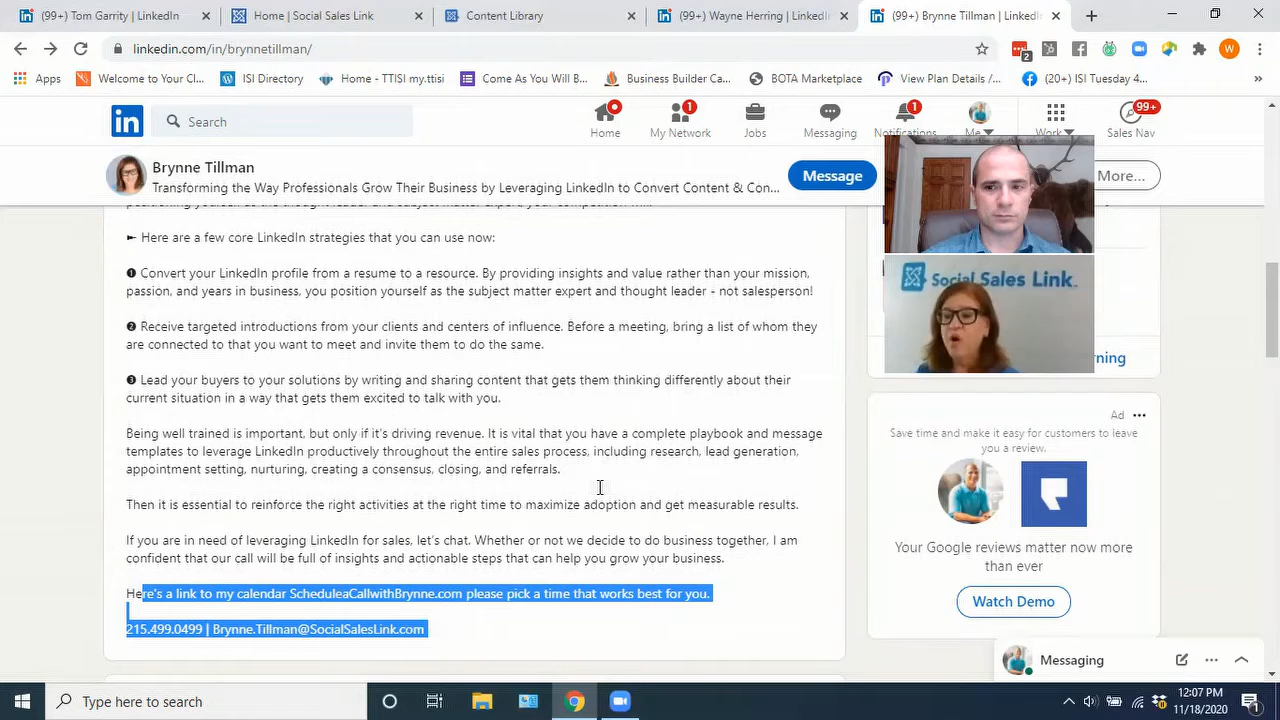 (99+) Tom Garrity | LinkedIn
Home | Social Sales Link
Content Library
(99+) Wayne Herring | LinkedIn
(99+) Brynne Tillman | LinkedIn
linkedin.com/in/brynnetillman/
2
W
Apps
Welcome to Your Cl...
ISI Directory
Home - TTISI my.ttisi
Come As You Will B...
Business Builder Ca...
BOTA Marketplace
View Plan Details /...
(20+) ISI Tuesday 4...
»
in
Search
Home
1
My Network
Jobs
Messaging
1
Notifications
Me
Work
99+
Sales Nav
Brynne Tillman
Transforming the Way Professionals Grow Their Business by Leveraging LinkedIn to Convert Content & Con...
Message
More...
► Here are a few core LinkedIn strategies that you can use now:
❶ Convert your LinkedIn profile from a resume to a resource. By providing insights and value rather than your mission,
passion, and years in business, you position yourself as the subject matter expert and thought leader - not salesperson!
❷ Receive targeted introductions from your clients and centers of influence. Before a meeting, bring a list of whom they
are connected to that you want to meet and invite them to do the same.
❸ Lead your buyers to your solutions by writing and sharing content that gets them thinking differently about their
current situation in a way that gets them excited to talk with you.
Being well trained is important, but only if it's driving revenue. It is vital that you have a complete playbook and message
templates to leverage LinkedIn productively throughout the entire sales process, including research, lead generation,
appointment setting, nurturing, creating a consensus, closing, and referrals.
Then it is essential to reinforce the right activities at the right time to maximize adoption and get measurable results.
If you are in need of leveraging LinkedIn for sales, let's chat. Whether or not we decide to do business together, I am
confident that our call will be full of insights and actionable steps that can help you grow your business.
Here's a link to my calendar ScheduleaCallwithBrynne.com please pick a time that works best for you.
215.499.0499 | Brynne.Tillman@SocialSalesLink.com
Social Sales Link
Ad
Save time and make it easy for customers to leave
you a review.
Your Google reviews matter now more
than ever
Watch Demo
Messaging
Type here to search
12:07 PM
11/18/2020
1